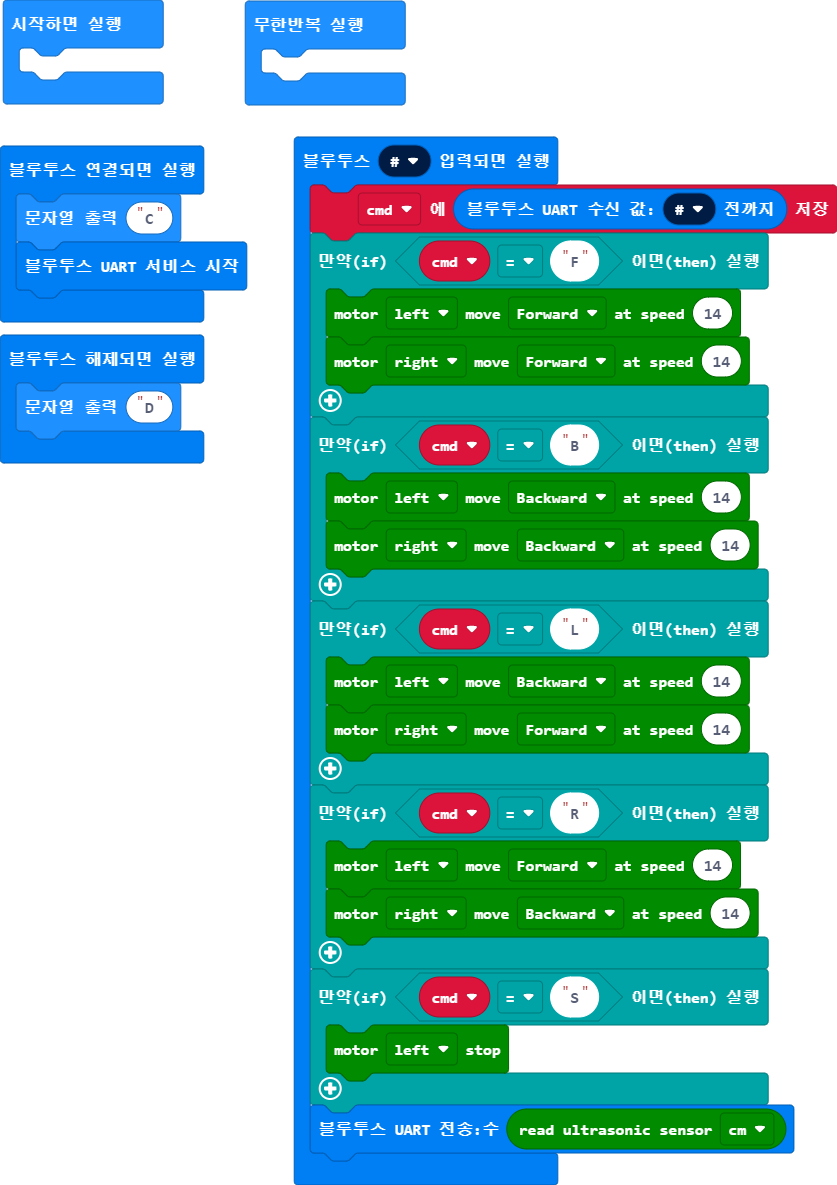 시작하면 실행
무한반복 실행
블루투스 연결되면 실행
문자열 출력 "C"
블루투스 UART 서비스 시작
블루투스 해제되면 실행
문자열 출력 "D"
블루투스 # 입력되면 실행
cmd 에 블루투스 UART 수신 값: # 전까지 저장
만약(if) cmd = "F" 이면(then) 실행
motor left move Forward at speed 14
motor right move Forward at speed 14
만약(if) cmd = "B" 이면(then) 실행
motor left move Backward at speed 14
motor right move Backward at speed 14
만약(if) cmd = "L" 이면(then) 실행
motor left move Backward at speed 14
motor right move Forward at speed 14
만약(if) cmd = "R" 이면(then) 실행
motor left move Forward at speed 14
motor right move Backward at speed 14
만약(if) cmd = "S" 이면(then) 실행
motor left stop
블루투스 UART 전송:수 read ultrasonic sensor cm